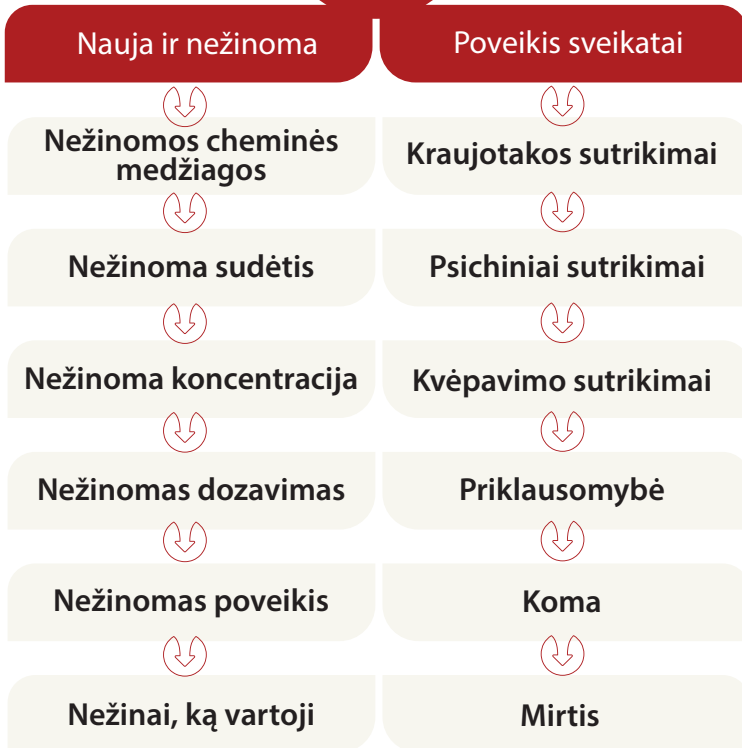 Nauja ir nežinoma
Nežinomos cheminės
medžiagos
Nežinoma sudėtis
Nežinoma koncentracija
Nežinomas dozavimas
Nežinomas poveikis
Nežinai, ką vartoji
Poveikis sveikatai
Kraujotakos sutrikimai
Psichiniai sutrikimai
Kvėpavimo sutrikimai
Priklausomybė
Koma
Mirtis